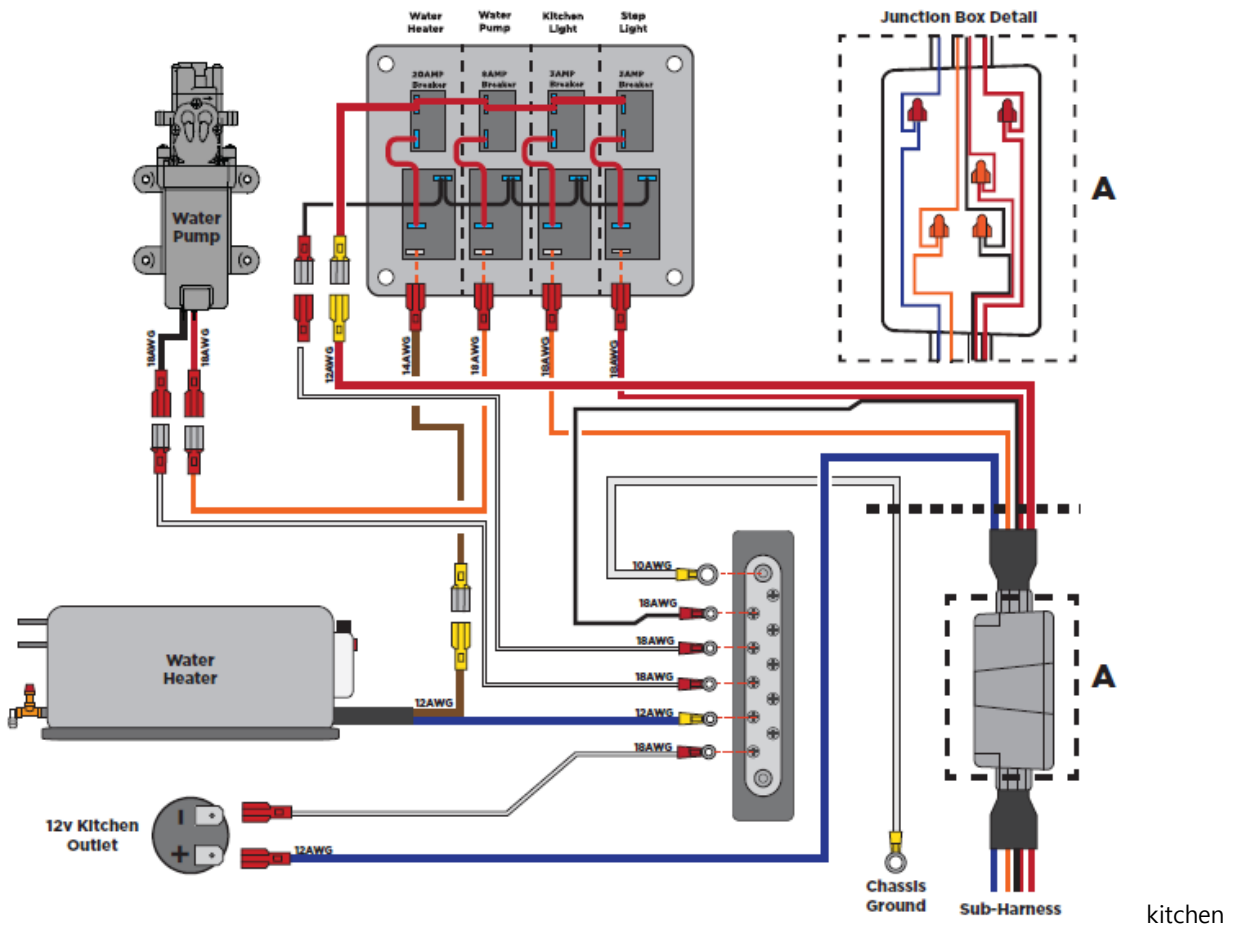 Water
Heater
Water
Pump
Kitchen
Light
Step
Light
Junction Box Detail
20AMP
Breaker
8AMP
Breaker
3AMP
Breaker
3AMP
Breaker
A
Water
Pump
18AWG
18AWG
12AWG
14AWG
18AWG
18AWG
18AWG
10AWG
18AWG
18AWG
18AWG
12AWG
12AWG
18AWG
Water
Heater
A
12v Kitchen
Outlet
12AWG
Chassis
Ground
Sub-Harness
kitchen